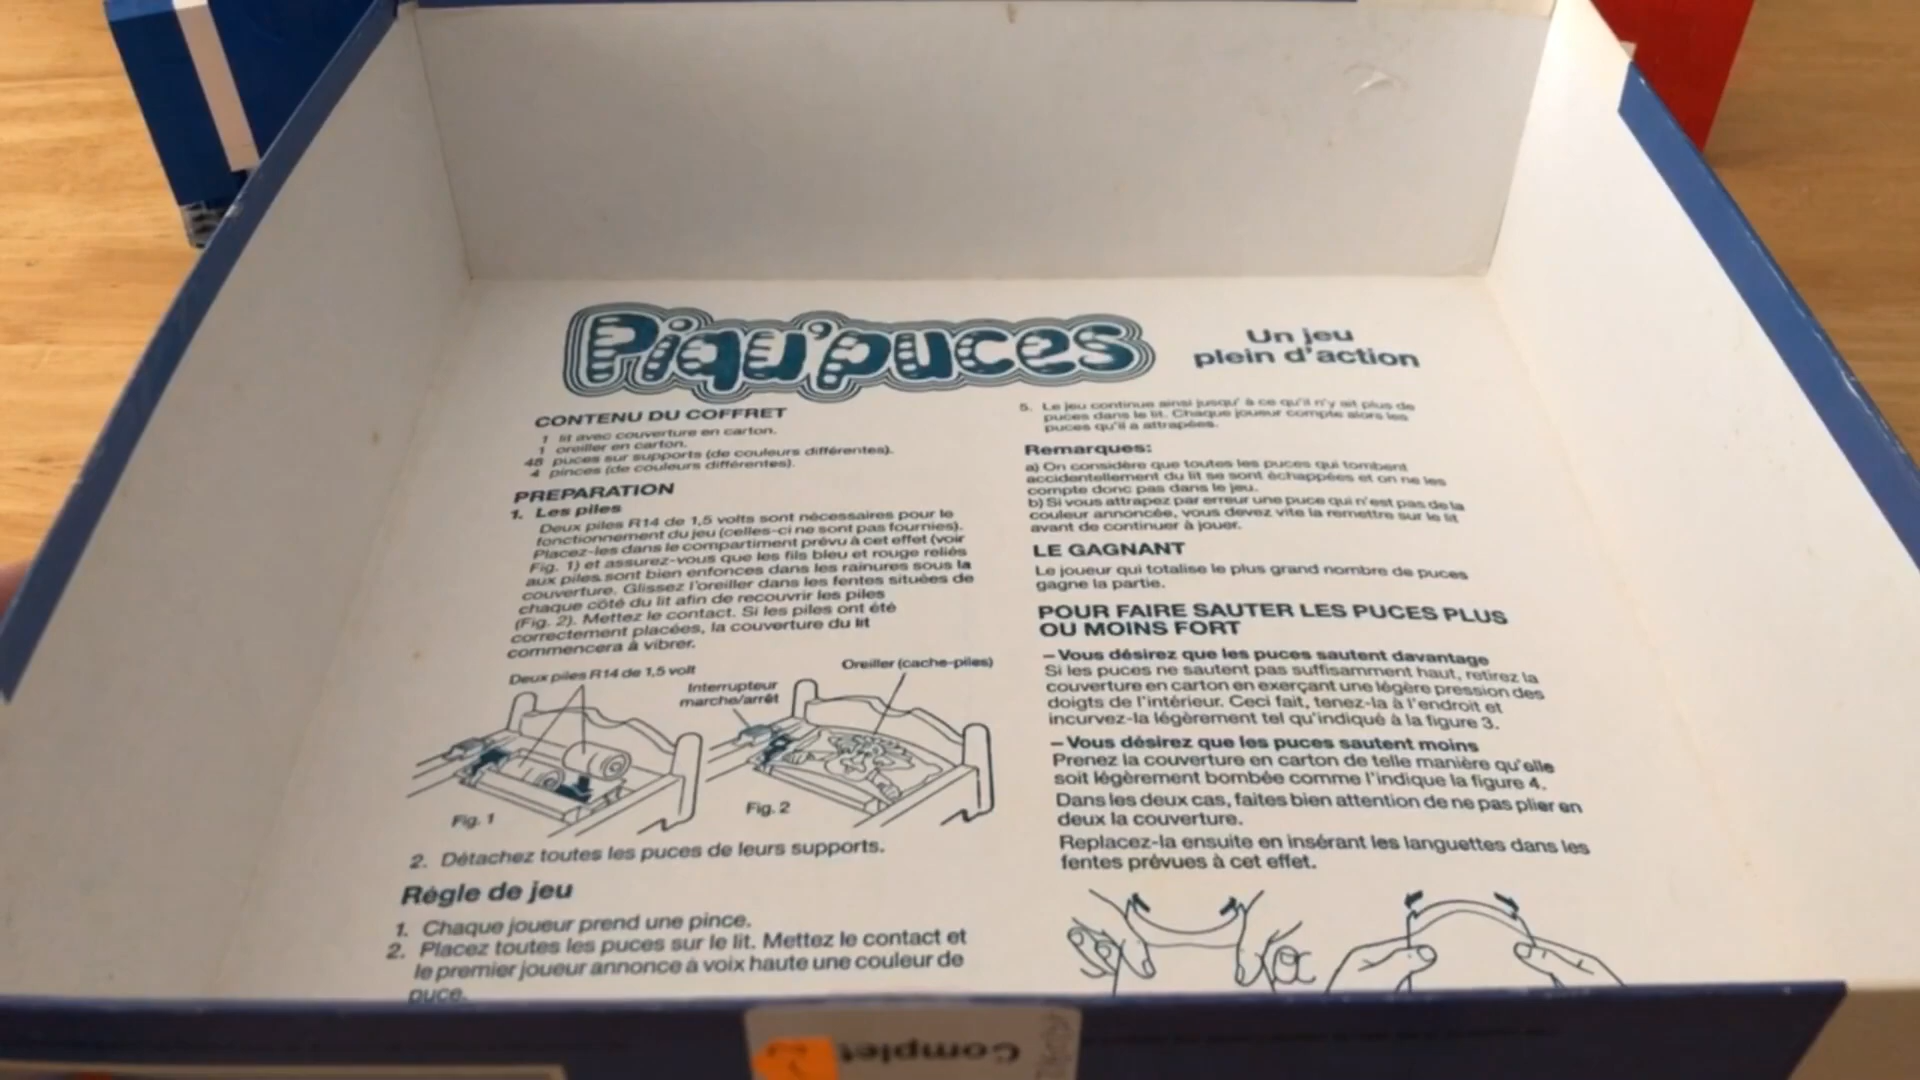 Piqu'puces
Un jeu
plein d'action
CONTENU DU COFFRET
1 lit avec couverture en carton.
1 oreiller en carton.
48 puces sur supports (de couleurs différentes).
4 pinces (de couleurs différentes).
PREPARATION
1. Les piles
Deux piles R14 de 1,5 volts sont nécessaires pour le
fonctionnement du jeu (celles-ci ne sont pas fournies).
Placez-les dans le compartiment prévu à cet effet (voir
Fig. 1) et assurez-vous que les fils bleu et rouge reliés
aux piles sont bien enfonces dans les rainures sous la
couverture. Glissez l'oreiller dans les fentes situées de
chaque côté du lit afin de recouvrir les piles
(Fig. 2). Mettez le contact. Si les piles ont été
correctement placées, la couverture du lit
commencera à vibrer.
Deux piles R14 de 1,5 volt
Interrupteur
marche/arrêt
Oreiller (cache-piles)
Fig. 1
Fig. 2
2. Détachez toutes les puces de leurs supports.
Règle de jeu
1. Chaque joueur prend une pince.
2. Placez toutes les puces sur le lit. Mettez le contact et
le premier joueur annonce à voix haute une couleur de
puce.
5. Le jeu continue ainsi jusqu' à ce qu'il n'y ait plus de
puces dans le lit. Chaque joueur compte alors les
puces qu'il a attrapées.
Remarques:
a) On considère que toutes les puces qui tombent
accidentellement du lit se sont échappées et on ne les
compte donc pas dans le jeu.
b) Si vous attrapez par erreur une puce qui n'est pas de la
couleur annoncée, vous devez vite la remettre sur le lit
avant de continuer à jouer.
LE GAGNANT
Le joueur qui totalise le plus grand nombre de puces
gagne la partie.
POUR FAIRE SAUTER LES PUCES PLUS
OU MOINS FORT
– Vous désirez que les puces sautent davantage
Si les puces ne sautent pas suffisamment haut, retirez la
couverture en carton en exerçant une légère pression des
doigts de l'intérieur. Ceci fait, tenez-la à l'endroit et
incurvez-la légèrement tel qu'indiqué à la figure 3.
– Vous désirez que les puces sautent moins
Prenez la couverture en carton de telle manière qu'elle
soit légèrement bombée comme l'indique la figure 4.
Dans les deux cas, faites bien attention de ne pas plier en
deux la couverture.
Replacez-la ensuite en insérant les languettes dans les
fentes prévues à cet effet.
Complet